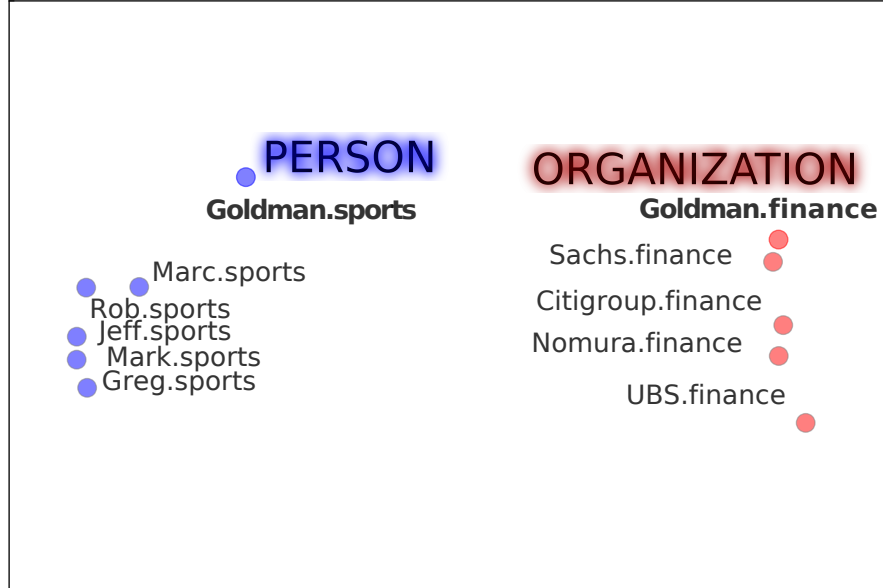 PERSON
Goldman.sports
Marc.sports
Rob.sports
Jeff.sports
Mark.sports
Greg.sports
ORGANIZATION
Goldman.finance
Sachs.finance
Citigroup.finance
Nomura.finance
UBS.finance